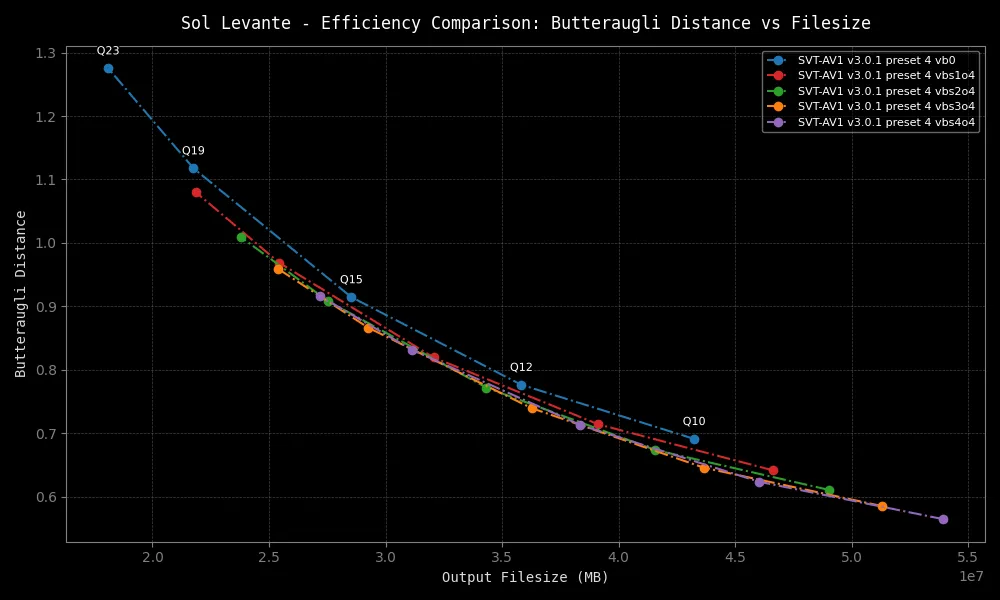 Sol Levante - Efficiency Comparison: Butteraugli Distance vs Filesize
SVT-AV1 v3.0.1 preset 4 vb0
SVT-AV1 v3.0.1 preset 4 vbs1o4
SVT-AV1 v3.0.1 preset 4 vbs2o4
SVT-AV1 v3.0.1 preset 4 vbs3o4
SVT-AV1 v3.0.1 preset 4 vbs4o4
Q23
Q19
Q15
Q12
Q10
Butteraugli Distance
1.3
1.2
1.1
1.0
0.9
0.8
0.7
0.6
2.0
2.5
3.0
3.5
4.0
4.5
5.0
5.5
1e7
Output Filesize (MB)